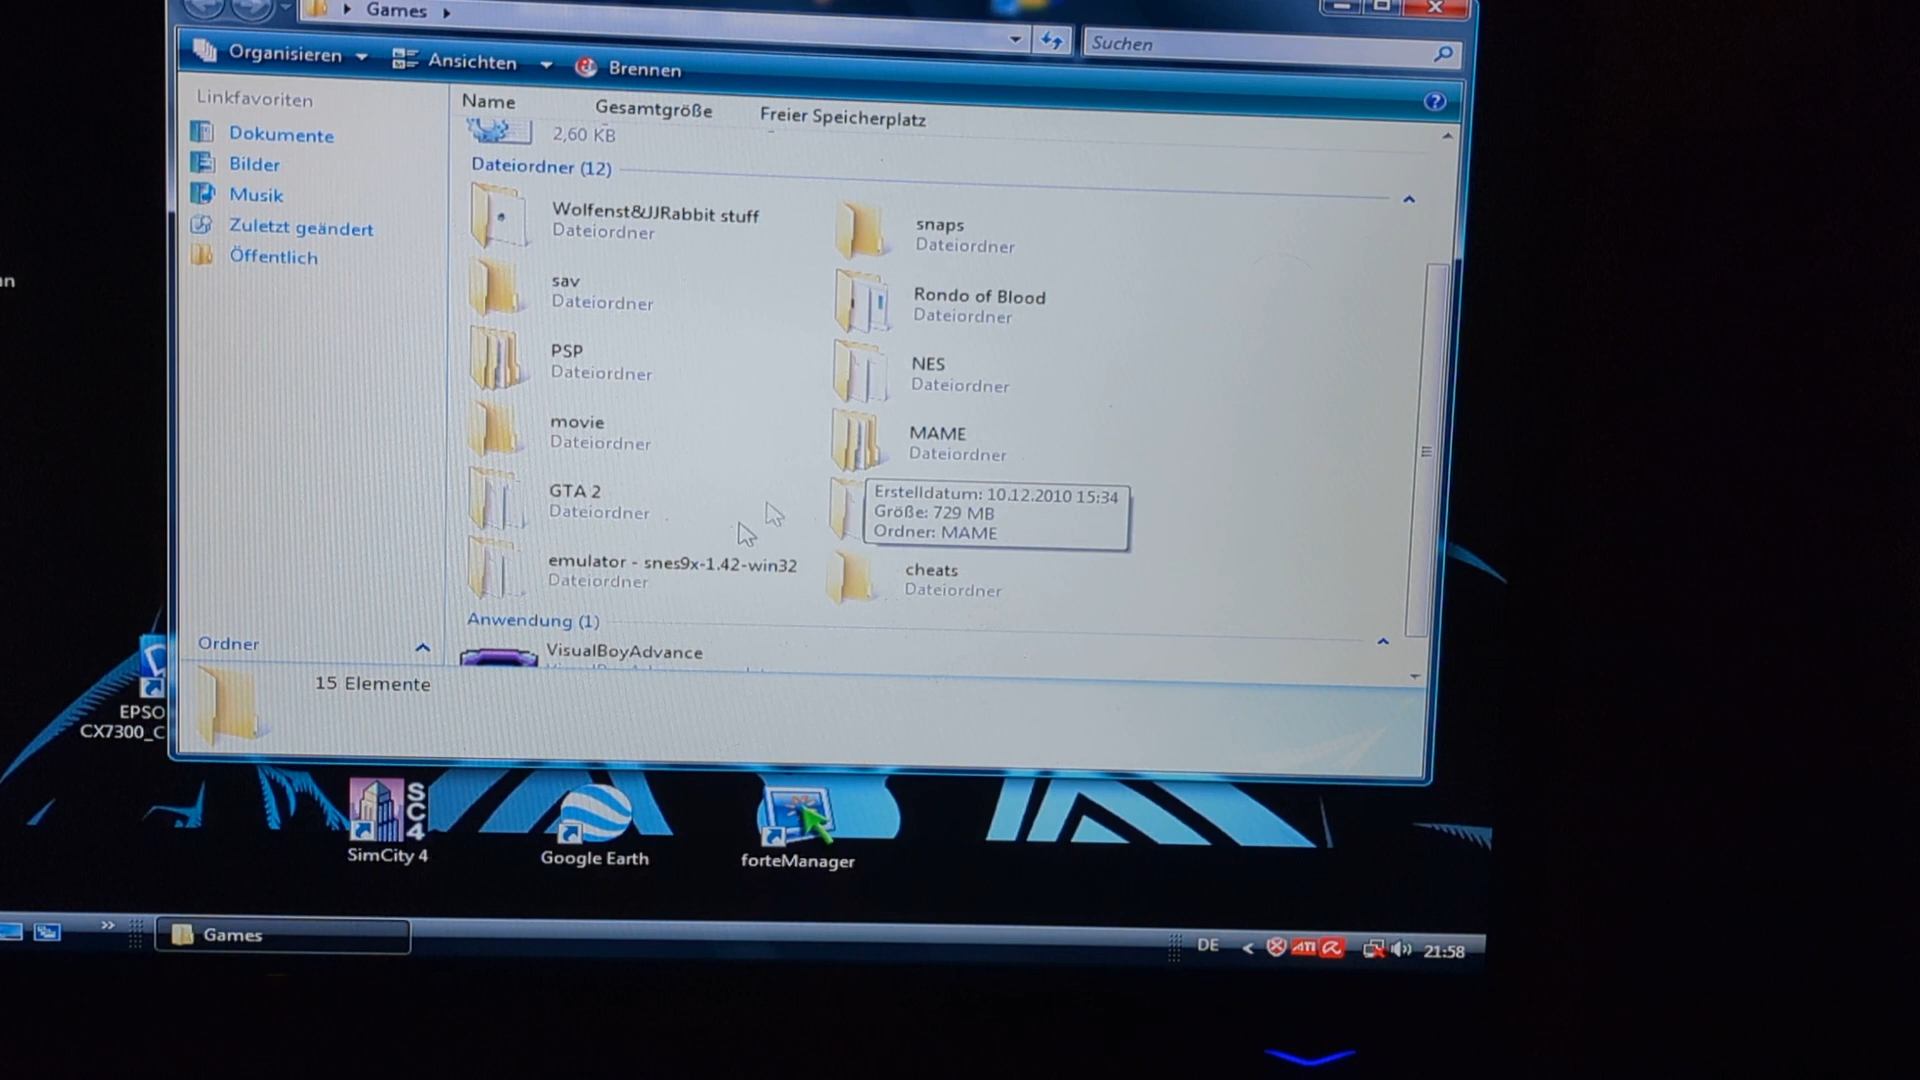 Games
Suchen
Organisieren
Ansichten
Brennen
Linkfavoriten
Dokumente
Bilder
Musik
Zuletzt geändert
Öffentlich
Ordner
Name
Gesamtgröße
Freier Speicherplatz
2,60 KB
Dateiordner (12)
Wolfenst&JJRabbit stuff
Dateiordner
snaps
Dateiordner
sav
Dateiordner
Rondo of Blood
Dateiordner
PSP
Dateiordner
NES
Dateiordner
movie
Dateiordner
MAME
Dateiordner
GTA 2
Dateiordner
Erstelldatum: 10.12.2010 15:34
Größe: 729 MB
Ordner: MAME
emulator - snes9x-1.42-win32
Dateiordner
cheats
Dateiordner
Anwendung (1)
VisualBoyAdvance
15 Elemente
EPSO
CX7300_C
SC4
SimCity 4
Google Earth
forteManager
Games
DE
ATI
21:58